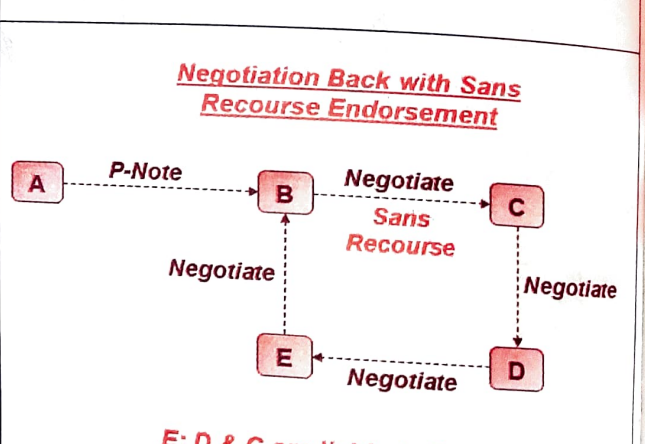 Negotiation Back with Sans
Recourse Endorsement
A
P-Note
B
Negotiate
Sans
Recourse
C
Negotiate
Negotiate
E
Negotiate
D
E: D & C